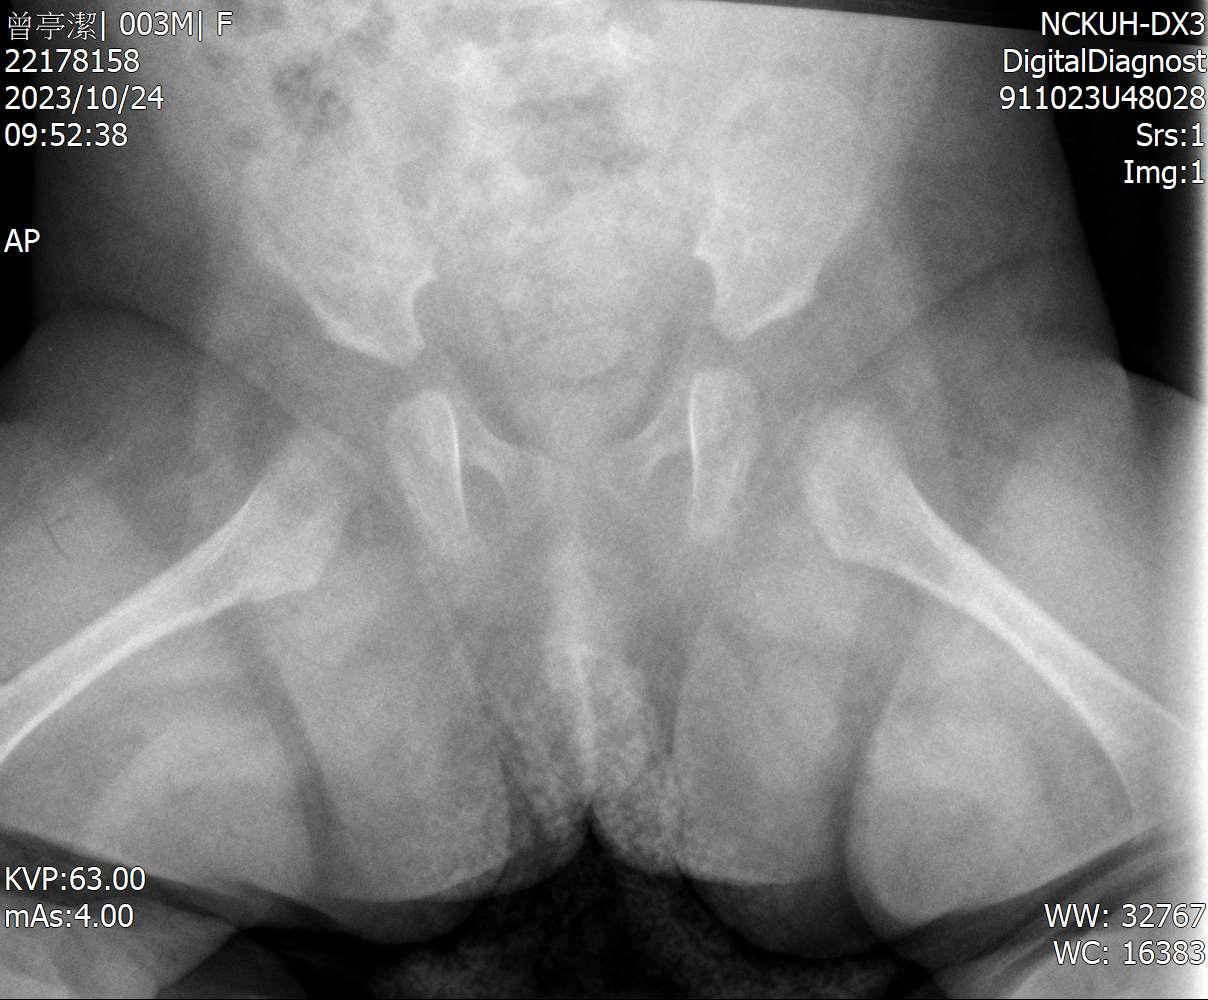 曾亭潔| 003M| F
22178158
2023/10/24
09:52:38
AP
NCKUH-DX3
DigitalDiagnost
911023U48028
Srs:1
Img:1
KVP:63.00
mAs:4.00
WW: 32767
WC: 16383